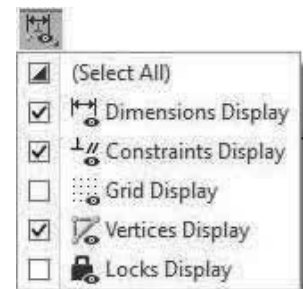 (Select All)
Dimensions Display
Constraints Display
Grid Display
Vertices Display
Locks Display